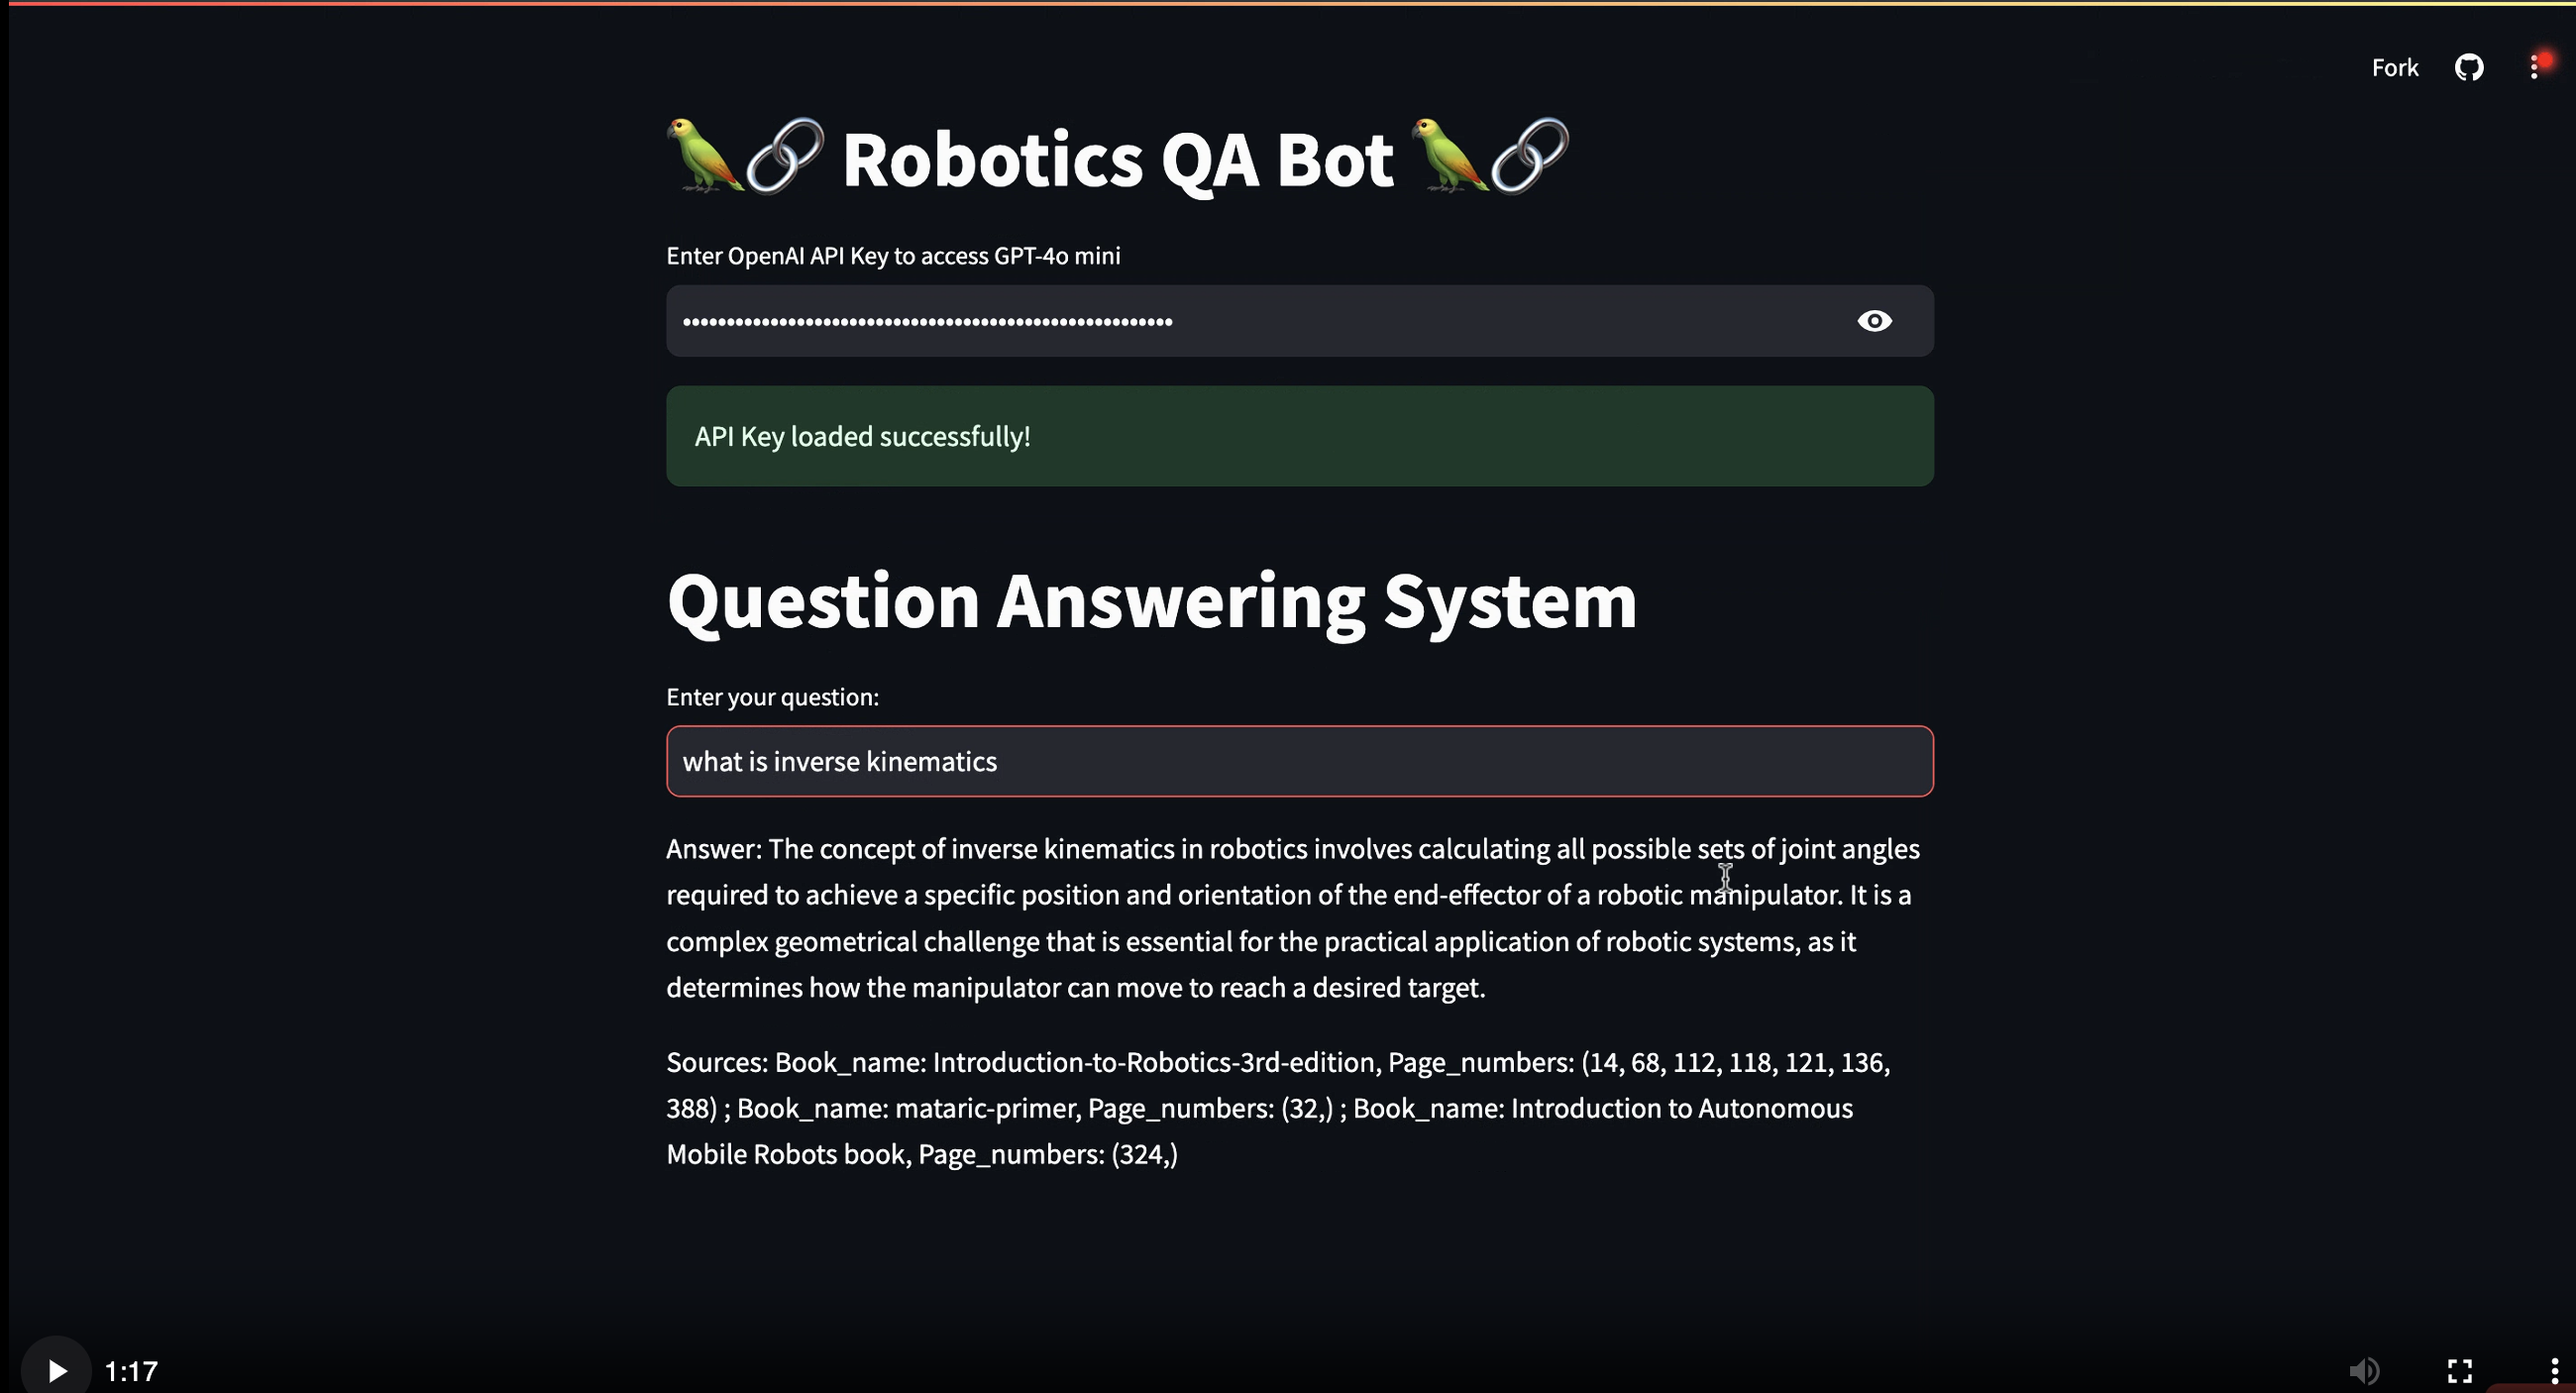 Fork
Robotics QA Bot
Enter OpenAI API Key to access GPT-4o mini
API Key loaded successfully!
Question Answering System
Enter your question:
what is inverse kinematics
Answer: The concept of inverse kinematics in robotics involves calculating all possible sets of joint angles
required to achieve a specific position and orientation of the end-effector of a robotic manipulator. It is a
complex geometrical challenge that is essential for the practical application of robotic systems, as it
determines how the manipulator can move to reach a desired target.
Sources: Book_name: Introduction-to-Robotics-3rd-edition, Page_numbers: (14, 68, 112, 118, 121, 136,
388) ; Book_name: mataric-primer, Page_numbers: (32,) ; Book_name: Introduction to Autonomous
Mobile Robots book, Page_numbers: (324,)
1:17